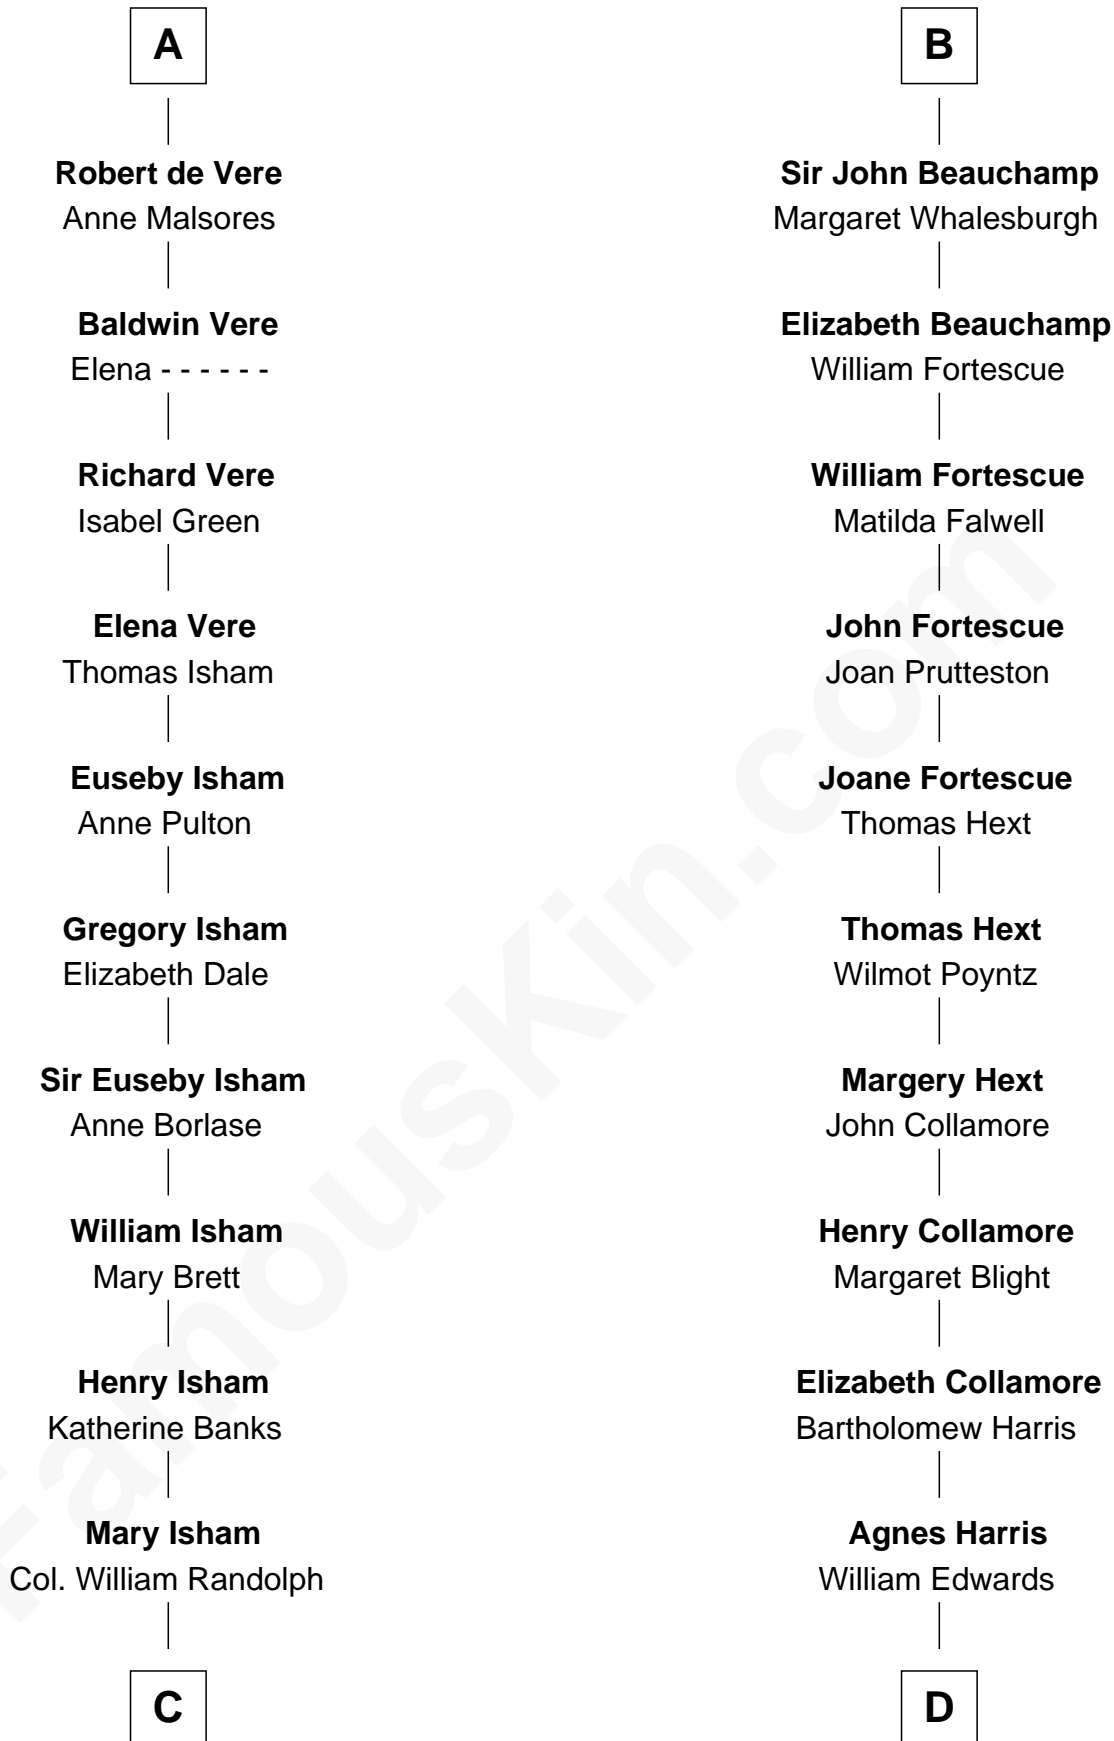 A
Robert de Vere
Anne Malsores
Baldwin Vere
Elena - - - - - -
Richard Vere
Isabel Green
Elena Vere
Thomas Isham
Euseby Isham
Anne Pulton
Gregory Isham
Elizabeth Dale
Sir Euseby Isham
Anne Borlase
William Isham
Mary Brett
Henry Isham
Katherine Banks
Mary Isham
Col. William Randolph
C
B
Sir John Beauchamp
Margaret Whalesburgh
Elizabeth Beauchamp
William Fortescue
William Fortescue
Matilda Falwell
John Fortescue
Joan Prutteston
Joane Fortescue
Thomas Hext
Thomas Hext
Wilmot Poyntz
Margery Hext
John Collamore
Henry Collamore
Margaret Blight
Elizabeth Collamore
Bartholomew Harris
Agnes Harris
William Edwards
D
FamousKin.com